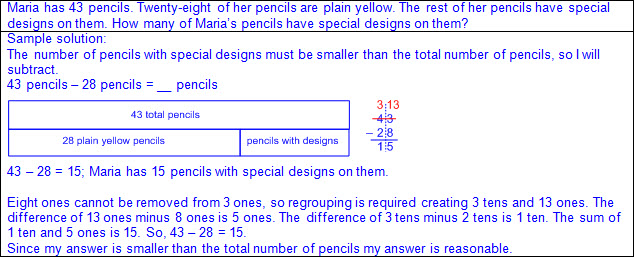 Maria has 43 pencils. Twenty-eight of her pencils are plain yellow. The rest of her pencils have special
designs on them. How many of Maria's pencils have special designs on them?
Sample solution:
The number of pencils with special designs must be smaller than the total number of pencils, so I will
subtract.
43 pencils – 28 pencils = __ pencils
43 total pencils
28 plain yellow pencils
pencils with designs
3 13
4 3
– 2 8
1 5
43 – 28 = 15; Maria has 15 pencils with special designs on them.
Eight ones cannot be removed from 3 ones, so regrouping is required creating 3 tens and 13 ones. The
difference of 13 ones minus 8 ones is 5 ones. The difference of 3 tens minus 2 tens is 1 ten. The sum of
1 ten and 5 ones is 15. So, 43 – 28 = 15.
Since my answer is smaller than the total number of pencils my answer is reasonable.